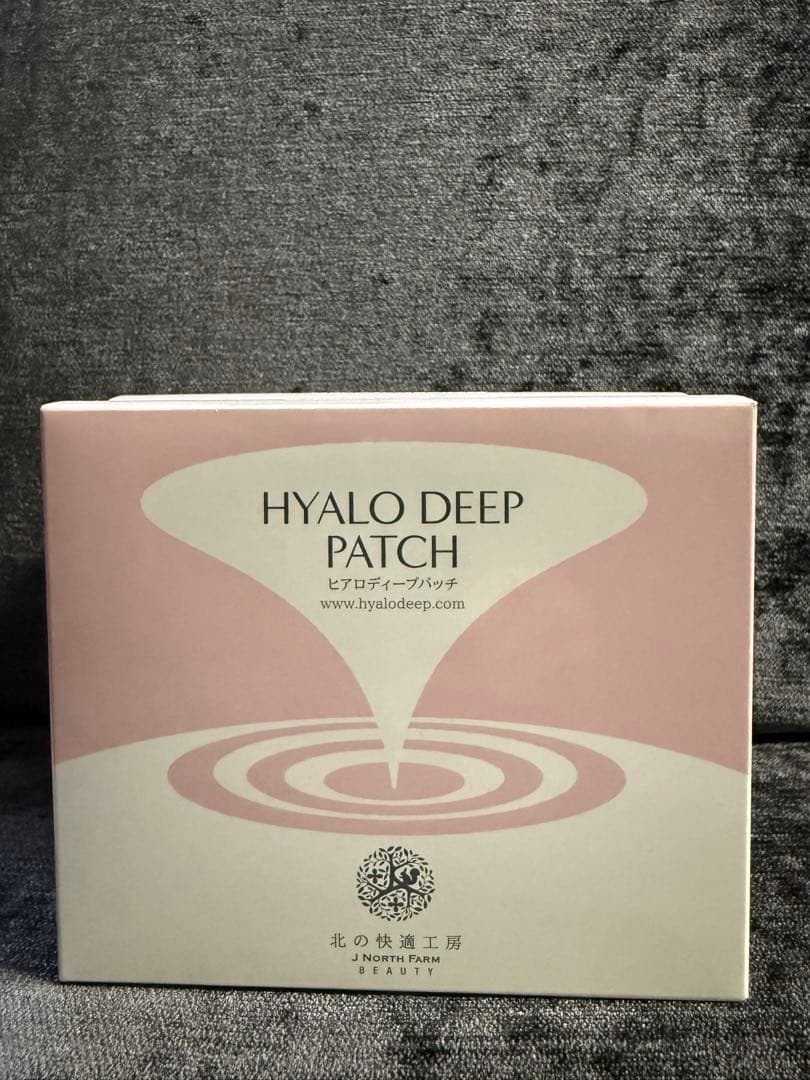 HYALO DEEP
PATCH
ヒアロディープパッチ
www.hyalodeep.com
北の快適工房
J NORTH FARM
BEAUTY